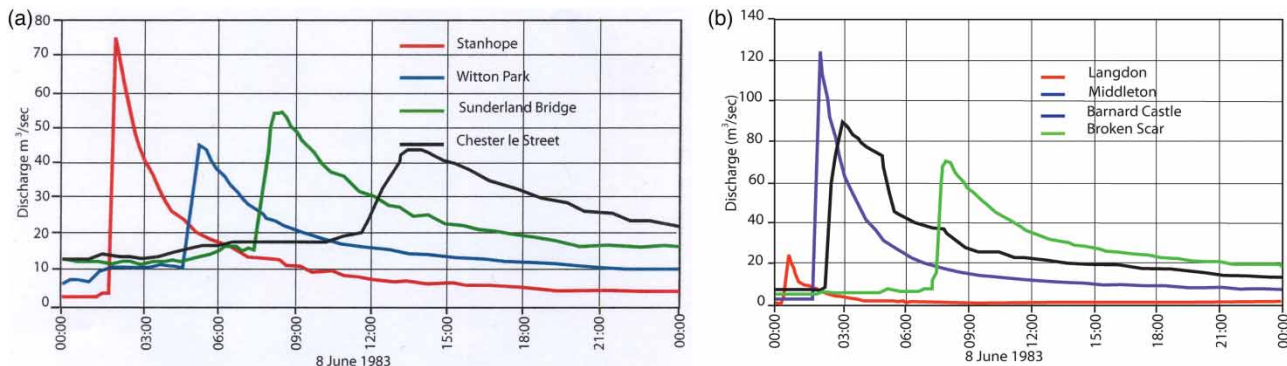 (a)
Discharge m³/sec
80
70
60
50
40
30
20
10
0
Stanhope
Witton Park
Sunderland Bridge
Chester le Street
00:00
03:00
06:00
09:00
12:00
15:00
18:00
21:00
00:00
8 June 1983
(b)
Discharge (m³/sec)
140
120
100
80
60
40
20
0
Langdon
Middleton
Barnard Castle
Broken Scar
00:00
03:00
06:00
09:00
12:00
15:00
18:00
21:00
00:00
8 June 1983